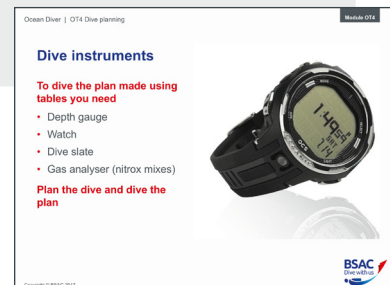 Ocean Diver | OT4 Dive planning
Module OT4
Dive instruments
To dive the plan made using
tables you need
• Depth gauge
• Watch
• Dive slate
• Gas analyser (nitrox mixes)
Plan the dive and dive the
plan
BSAC
Dive with us